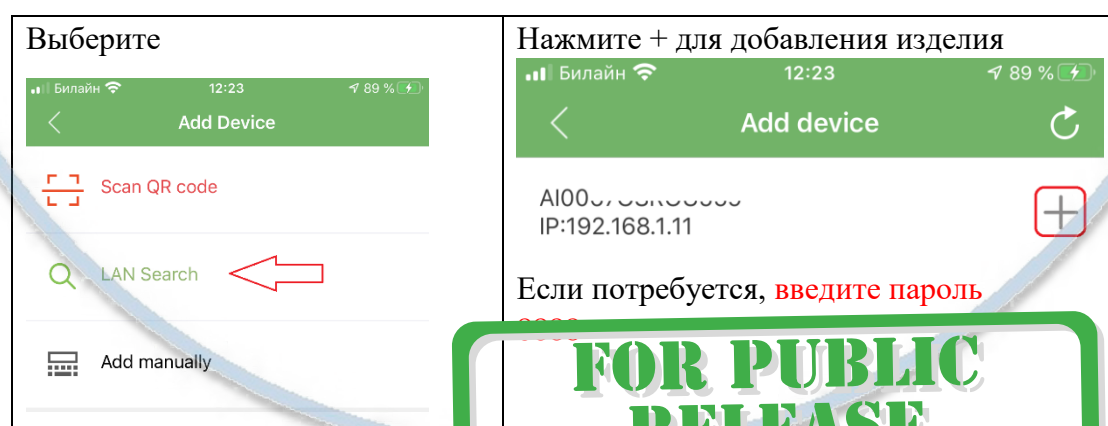 Выберите
Билайн 12:23 89 %
Add Device
Scan QR code
LAN Search
Add manually
Нажмите + для добавления изделия
Билайн 12:23 89 %
Add device
IP:192.168.1.11
Если потребуется, введите пароль
FOR PUBLIC
RELEASE